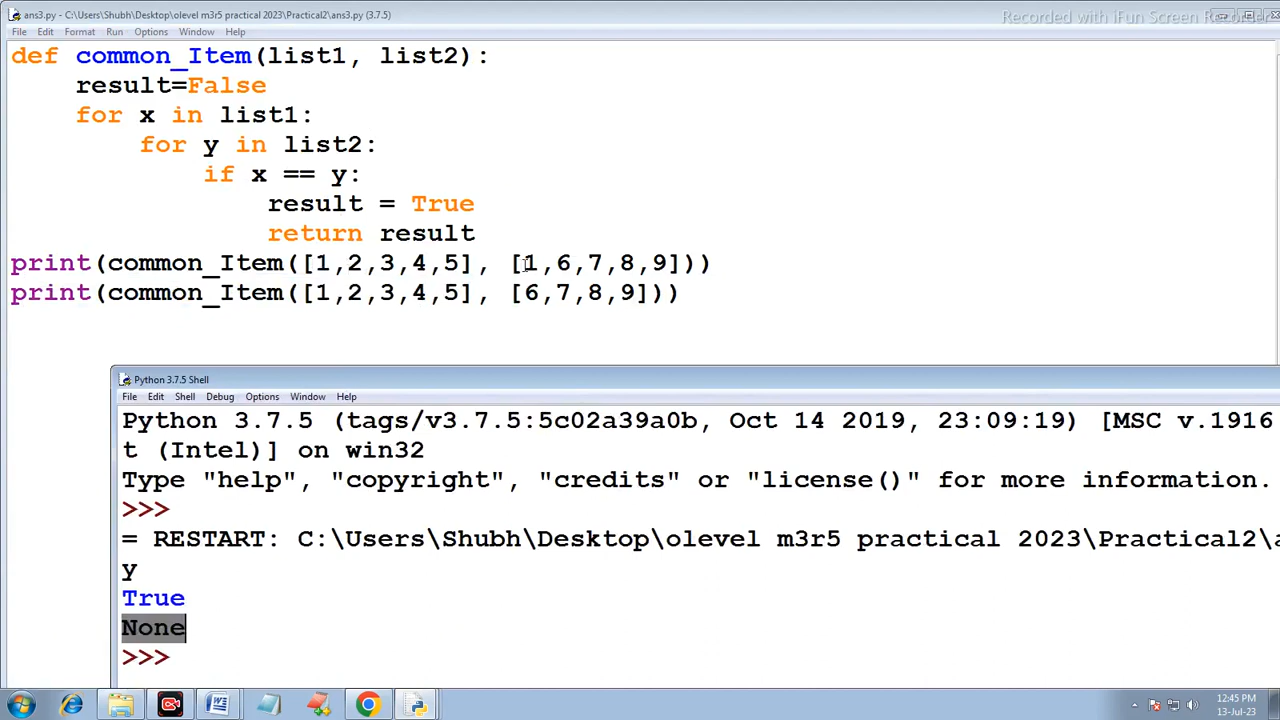 ans3.py - C:\Users\Shubh\Desktop\olevel m3r5 practical 2023\Practical2\ans3.py (3.7.5)
Recorded with iFun Screen Recorder
File Edit Format Run Options Window Help
def common_Item(list1, list2):
    result=False
    for x in list1:
        for y in list2:
            if x == y:
                result = True
                return result
print(common_Item([1,2,3,4,5], [1,6,7,8,9]))
print(common_Item([1,2,3,4,5], [6,7,8,9]))
Python 3.7.5 Shell
File Edit Shell Debug Options Window Help
Python 3.7.5 (tags/v3.7.5:5c02a39a0b, Oct 14 2019, 23:09:19) [MSC v.1916
t (Intel)] on win32
Type "help", "copyright", "credits" or "license()" for more information.
>>>
= RESTART: C:\Users\Shubh\Desktop\olevel m3r5 practical 2023\Practical2\a
y
True
None
>>>
12:45 PM
13-Jul-23